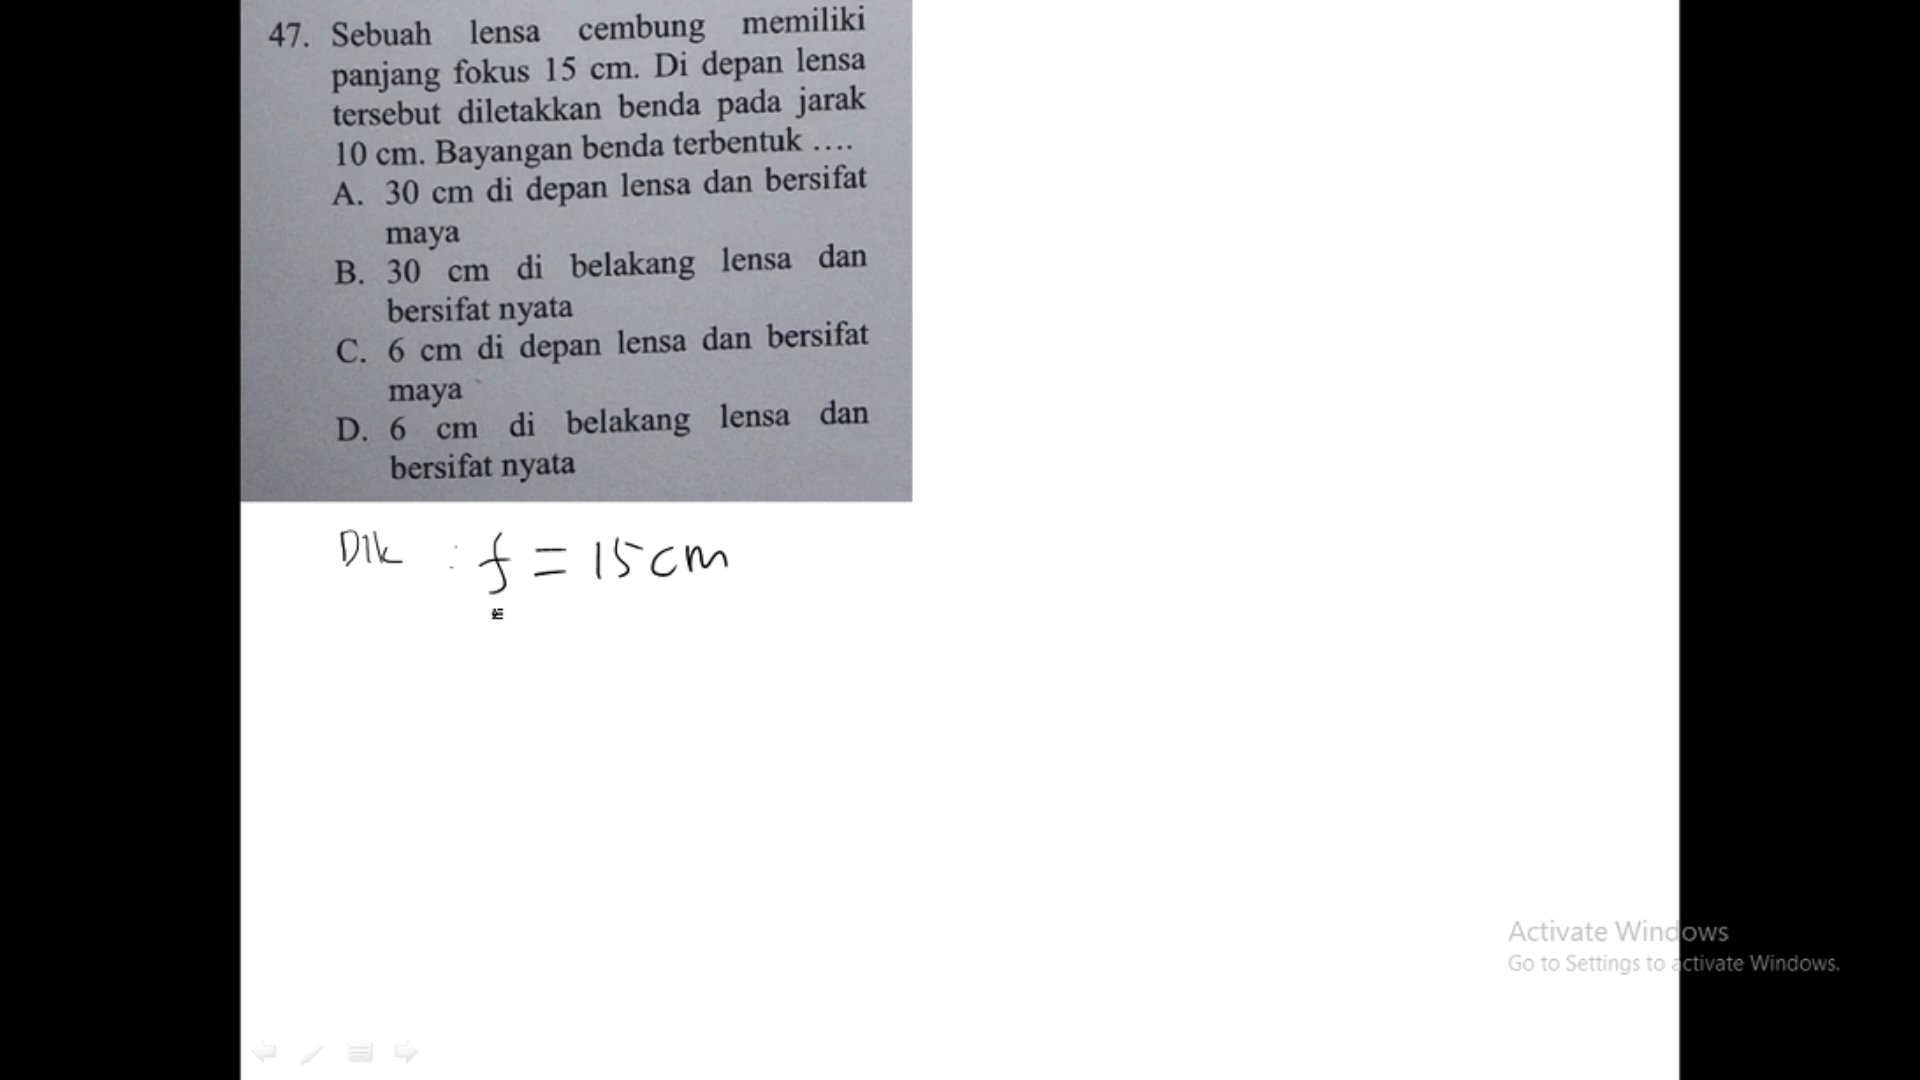 47. Sebuah lensa cembung memiliki
panjang fokus 15 cm. Di depan lensa
tersebut diletakkan benda pada jarak
10 cm. Bayangan benda terbentuk ....
A. 30 cm di depan lensa dan bersifat
maya
B. 30 cm di belakang lensa dan
bersifat nyata
C. 6 cm di depan lensa dan bersifat
maya
D. 6 cm di belakang lensa dan
bersifat nyata
Dik : f = 15 cm
Activate Windows
Go to Settings to activate Windows.